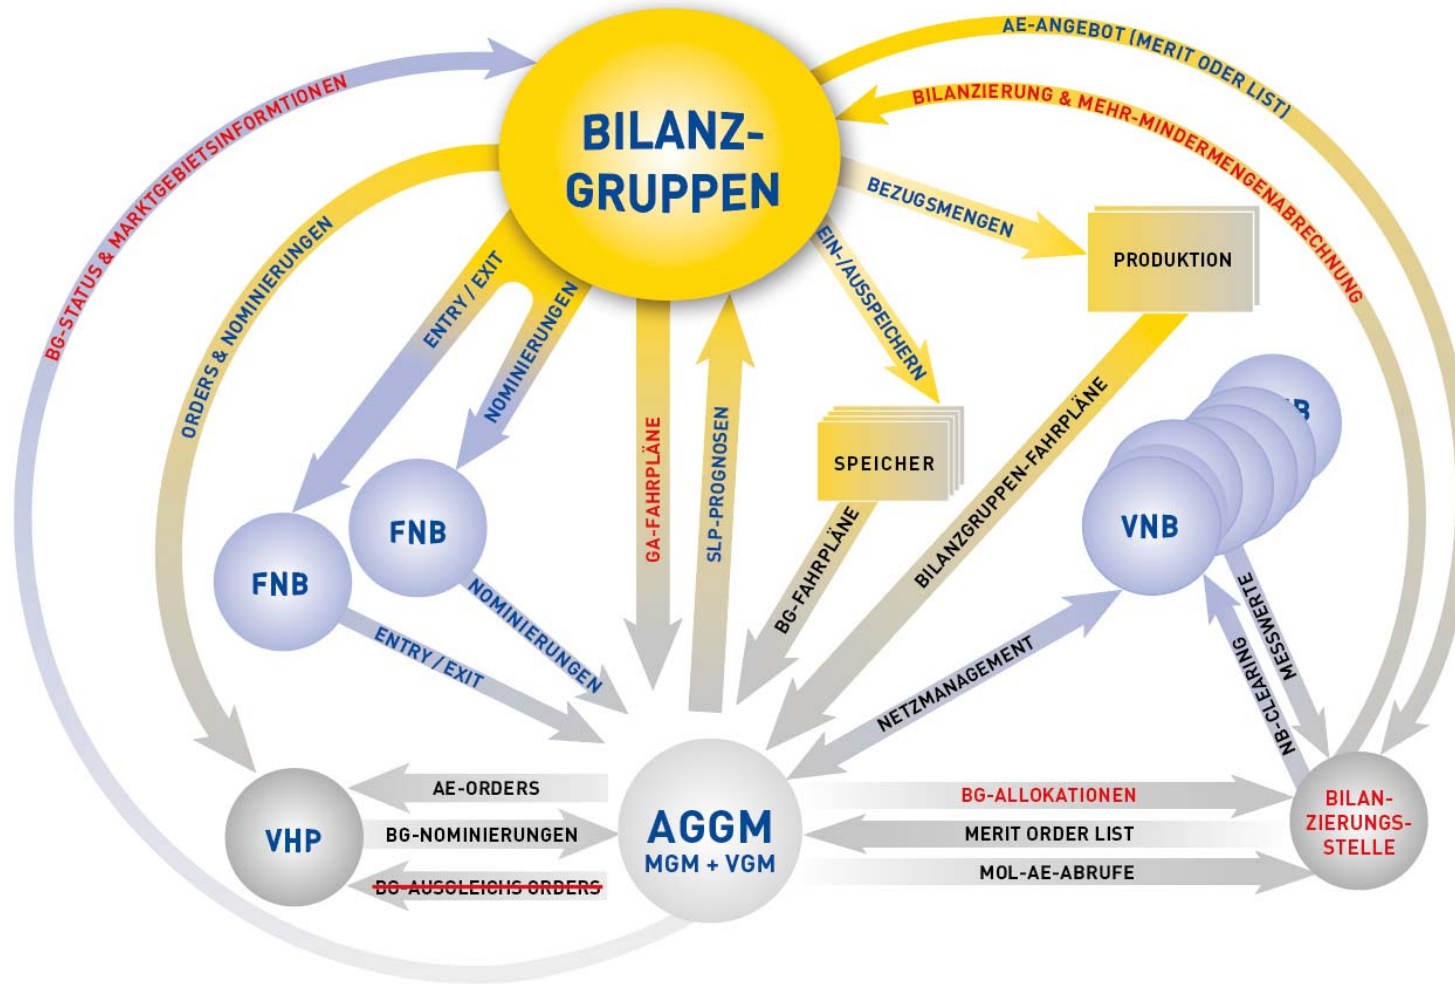 AE-ANGEBOT (MERIT ODER LIST)
BILANZIERUNG & MEHR-MINDERMENGENABRECHNUNG
BG-STATUS & MARKTGEBIETSINFORMTIONEN
BILANZ-
GRUPPEN
BEZUGSMENGEN
ORDERS & NOMINIERUNGEN
ENTRY / EXIT
NOMINIERUNGEN
EIN-/AUSSPEICHERN
PRODUKTION
GA-FAHRPLÄNE
SLP-PROGNOSEN
SPEICHER
BILANZGRUPPEN-FAHRPLÄNE
BG-FAHRPLÄNE
VNB
FNB
FNB
NOMINIERUNGEN
ENTRY / EXIT
NETZMANAGEMENT
NB-CLEARING
MESSWERTE
AE-ORDERS
VHP
BG-NOMINIERUNGEN
BG-AUSGLEICHS ORDERS
AGGM
MGM + VGM
BG-ALLOKATIONEN
MERIT ORDER LIST
MOL-AE-ABRUFE
BILAN-
ZIERUNGS-
STELLE